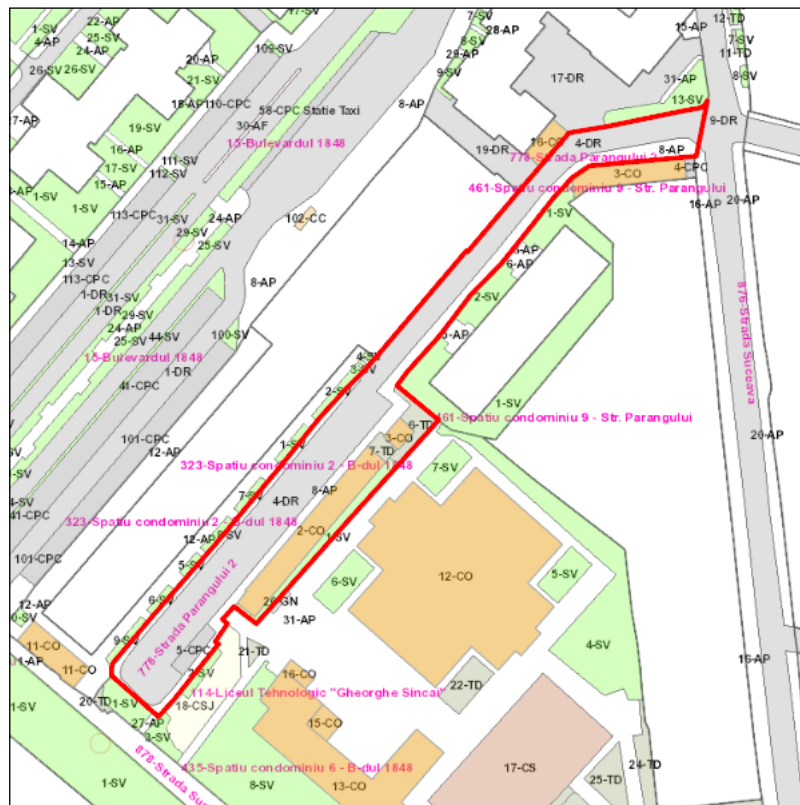 1-SV
22-AP
17-SV
4-AP
25-SV
24-AP
26-SV
26-SV
20-AP
21-SV
109-SV
18-AP
110-CPC
58-CPC Statie Taxi
30-AF
15-Bulevardul 1848
19-SV
16-AP
17-SV
15-AP
111-SV
112-SV
1-SV
1-SV
113-CPC
31-SV
29-SV
24-AP
25-SV
102-CC
14-AP
13-SV
113-CPC
1-DR
31-SV
1-DR
29-SV
24-AP
25-SV
44-SV
100-SV
8-AP
8-AP
15-Bulevardul 1848
1-DR
41-CPC
101-CPC
12-AP
7-SV
8-SV
28-AP
29-AP
9-SV
17-DR
15-AP
12-TD
7-SV
11-TD
8-SV
31-AP
13-SV
9-DR
16-CO
4-DR
19-DR
8-AP
778-Strada Parangului 2
3-CO
4-CPC
461-Spatiu condominiu 9 - Str. Parangului
1-SV
16-AP
20-AP
6-AP
2-SV
876-Strada Suceava
4-SV
3-SV
2-SV
1-SV
461-Spatiu condominiu 9 - Str. Parangului
6-TD
3-CO
7-TD
1-SV
323-Spatiu condominiu 2 - B-dul 1848
8-AP
7-SV
4-DR
7-SV
20-AP
323-Spatiu condominiu 2 - B-dul 1848
2-CO
1-SV
12-AP
5-SV
41-CPC
101-CPC
12-AP
6-SV
9-SV
11-CO
11-CO
778-Strada Parangului 2
5-CPC
31-AP
6-SV
12-CO
5-SV
4-SV
21-TD
16-CO
114-Liceul Tehnologic "Gheorghe Sincai"
22-TD
16-AP
20-TD
1-SV
18-CSJ
27-AP
3-SV
15-CO
878-Strada Su
435-Spatiu condominiu 6 - B-dul 1848
1-SV
1-SV
8-SV
13-CO
17-CS
24-TD
25-TD